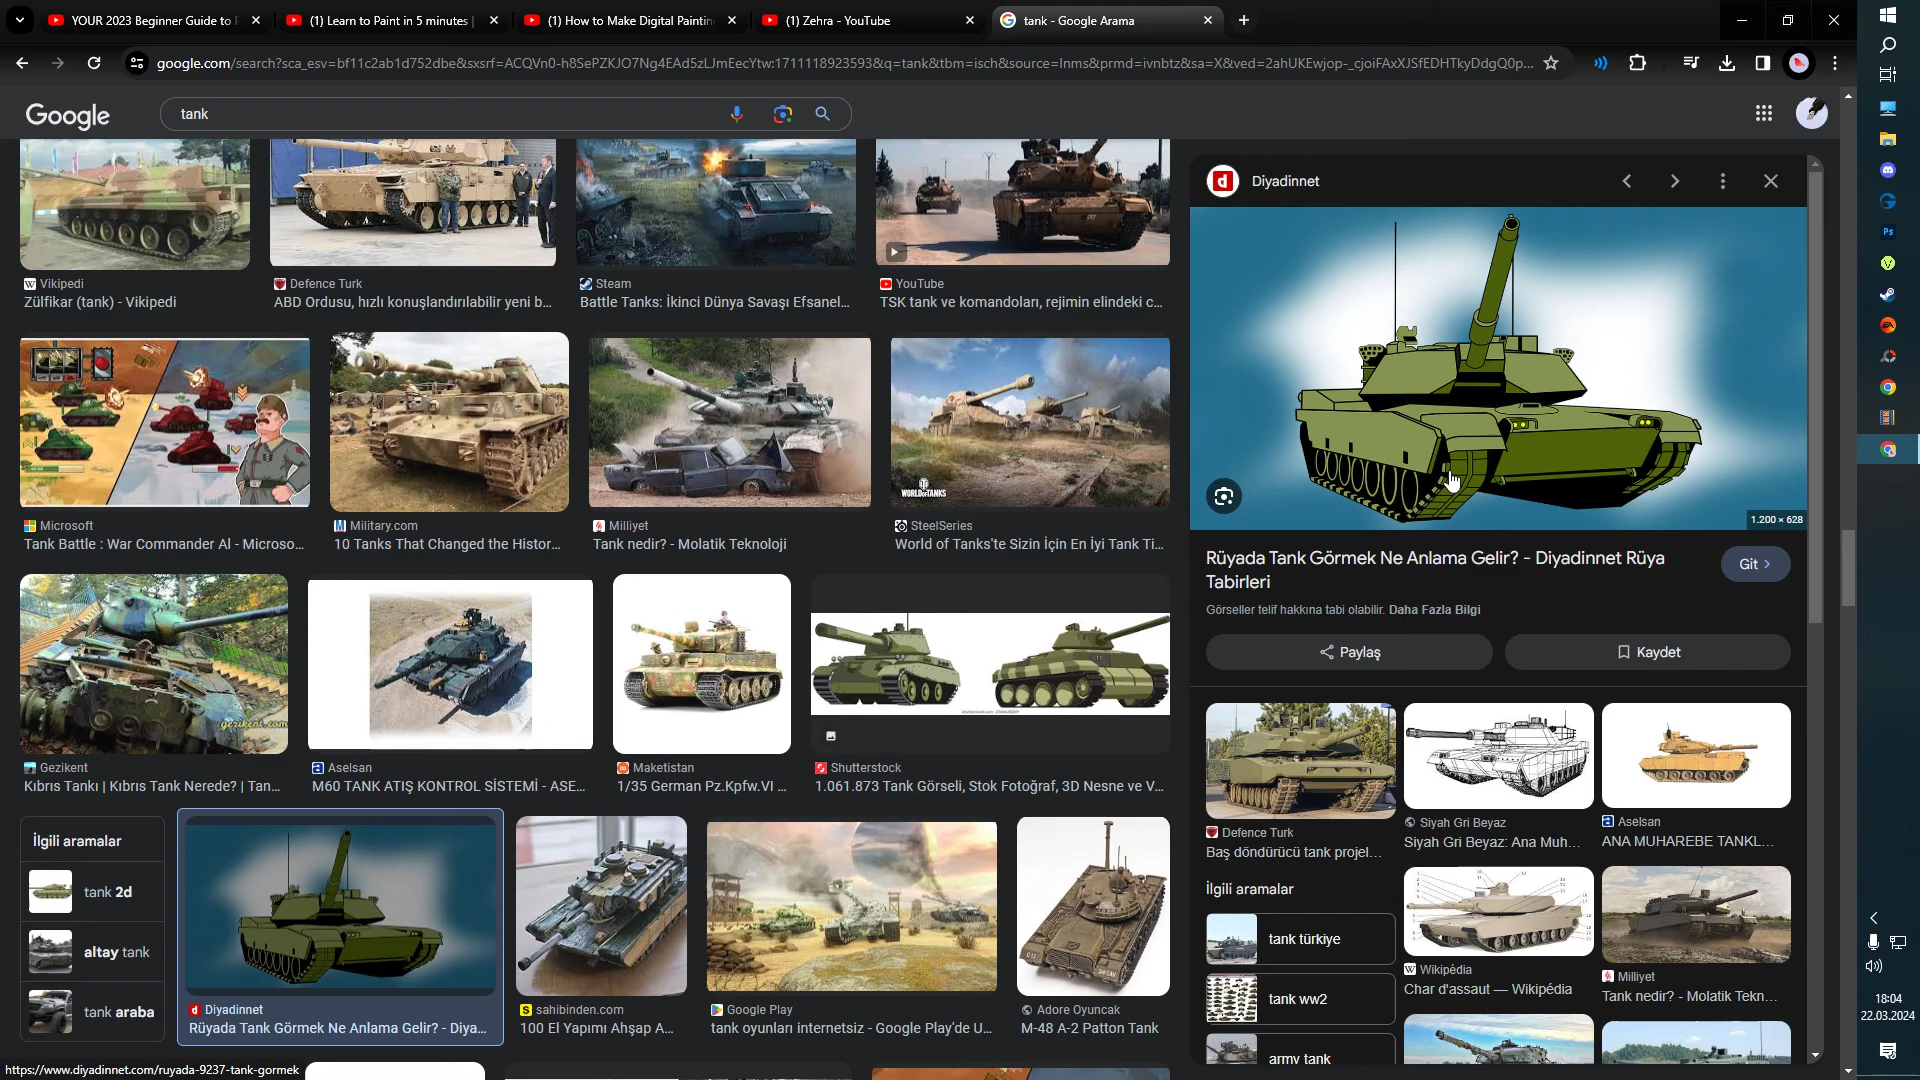 YOUR 2023 Beginner Guide to
(1) Learn to Paint in 5 minutes |
(1) How to Make Digital Painting
(1) Zehra - YouTube
tank - Google Arama
google.com/search?sca_esv=bf11c2ab1d752dbe&sxsrf=ACQVn0-h8SePZKJO7Ng4EAd5zLJmEecYtw:1711118923593&q=tank&tbm=isch&source=lnms&prmd=ivnbtz&sa=X&ved=2ahUKEwjop-_cjoiFAxXJSfEDHTkyDdgQ0p...
Google
tank
Vikipedi
Zülfikar (tank) - Vikipedi
Defence Turk
ABD Ordusu, hızlı konuşlandırılabilir yeni b...
Steam
Battle Tanks: İkinci Dünya Savaşı Efsanel...
YouTube
TSK tank ve komandoları, rejimin elindeki c...
WORLD OF TANKS
Microsoft
Tank Battle : War Commander Al - Microso...
Military.com
10 Tanks That Changed the Histor...
Milliyet
Tank nedir? - Molatik Teknoloji
SteelSeries
World of Tanks'te Sizin İçin En İyi Tank Ti...
gezikent.com
Gezikent
Kıbrıs Tankı | Kıbrıs Tank Nerede? | Tan...
Aselsan
M60 TANK ATIŞ KONTROL SİSTEMİ - ASE...
Maketistan
1/35 German Pz.Kpfw.VI ...
Shutterstock
1.061.873 Tank Görseli, Stok Fotoğraf, 3D Nesne ve V...
İlgili aramalar
tank 2d
altay tank
tank araba
Diyadinnet
Rüyada Tank Görmek Ne Anlama Gelir? - Diya...
sahibinden.com
100 El Yapımı Ahşap A...
Google Play
tank oyunları internetsiz - Google Play'de U...
Adore Oyuncak
M-48 A-2 Patton Tank
Diyadinnet
1.200 × 628
Rüyada Tank Görmek Ne Anlama Gelir? - Diyadinnet Rüya
Tabirleri
Git
Görseller telif hakkına tabi olabilir. Daha Fazla Bilgi
Paylaş
Kaydet
Defence Turk
Baş döndürücü tank projel...
Siyah Gri Beyaz
Siyah Gri Beyaz: Ana Muh...
Aselsan
ANA MUHAREBE TANKL...
İlgili aramalar
tank türkiye
tank ww2
army tank
Wikipédia
Char d'assaut — Wikipédia
Milliyet
Tank nedir? - Molatik Tekn...
https://www.diyadinnet.com/ruyada-9237-tank-gormek
Ps
EA
18:04
22.03.2024